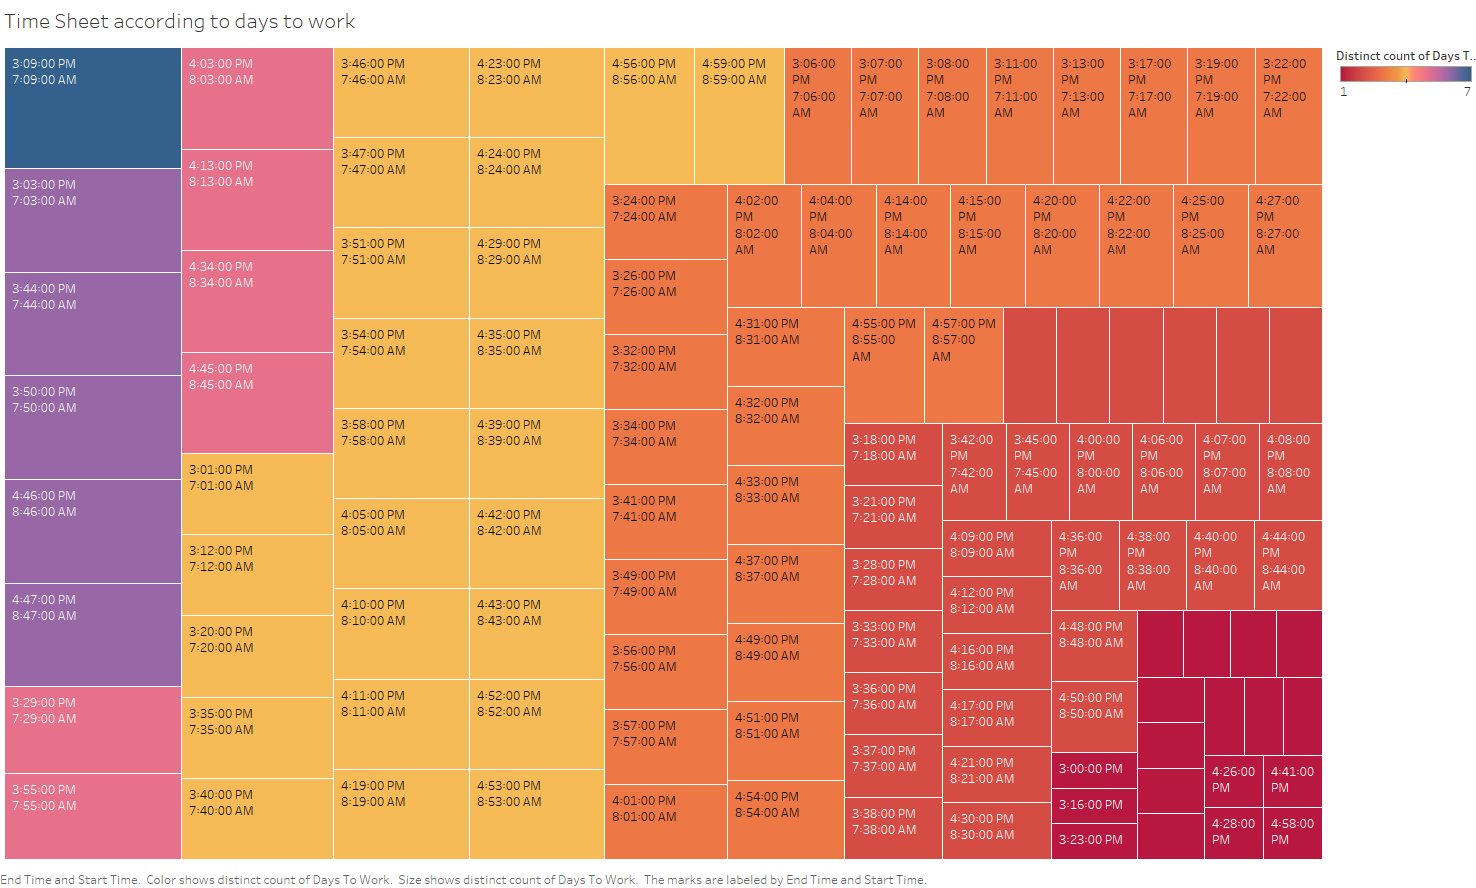 Time Sheet according to days to work
3:09:00 PM
7:09:00 AM
3:03:00 PM
7:03:00 AM
3:44:00 PM
7:44:00 AM
3:50:00 PM
7:50:00 AM
4:46:00 PM
8:46:00 AM
4:47:00 PM
8:47:00 AM
3:29:00 PM
7:29:00 AM
3:55:00 PM
7:55:00 AM
4:03:00 PM
8:03:00 AM
4:13:00 PM
8:13:00 AM
4:34:00 PM
8:34:00 AM
4:45:00 PM
8:45:00 AM
3:01:00 PM
7:01:00 AM
3:12:00 PM
7:12:00 AM
3:20:00 PM
7:20:00 AM
3:35:00 PM
7:35:00 AM
3:40:00 PM
7:40:00 AM
3:46:00 PM
7:46:00 AM
3:47:00 PM
7:47:00 AM
3:51:00 PM
7:51:00 AM
3:54:00 PM
7:54:00 AM
3:58:00 PM
7:58:00 AM
4:05:00 PM
8:05:00 AM
4:10:00 PM
8:10:00 AM
4:11:00 PM
8:11:00 AM
4:19:00 PM
8:19:00 AM
4:23:00 PM
8:23:00 AM
4:24:00 PM
8:24:00 AM
4:29:00 PM
8:29:00 AM
4:35:00 PM
8:35:00 AM
4:39:00 PM
8:39:00 AM
4:42:00 PM
8:42:00 AM
4:43:00 PM
8:43:00 AM
4:52:00 PM
8:52:00 AM
4:53:00 PM
8:53:00 AM
4:56:00 PM
8:56:00 AM
4:59:00 PM
8:59:00 AM
3:06:00
PM
7:06:00
AM
3:07:00
PM
7:07:00
AM
3:08:00
PM
7:08:00
AM
3:11:00
PM
7:11:00
AM
3:13:00
PM
7:13:00
AM
3:17:00
PM
7:17:00
AM
3:19:00
PM
7:19:00
AM
3:22:00
PM
7:22:00
AM
3:24:00 PM
7:24:00 AM
3:26:00 PM
7:26:00 AM
3:32:00 PM
7:32:00 AM
3:34:00 PM
7:34:00 AM
3:41:00 PM
7:41:00 AM
3:49:00 PM
7:49:00 AM
3:56:00 PM
7:56:00 AM
3:57:00 PM
7:57:00 AM
4:01:00 PM
8:01:00 AM
4:02:00
PM
8:02:00
AM
4:04:00
PM
8:04:00
AM
4:14:00
PM
8:14:00
AM
4:15:00
PM
8:15:00
AM
4:20:00
PM
8:20:00
AM
4:22:00
PM
8:22:00
AM
4:25:00
PM
8:25:00
AM
4:27:00
PM
8:27:00
AM
4:31:00 PM
8:31:00 AM
4:32:00 PM
8:32:00 AM
4:33:00 PM
8:33:00 AM
4:37:00 PM
8:37:00 AM
4:49:00 PM
8:49:00 AM
4:51:00 PM
8:51:00 AM
4:54:00 PM
8:54:00 AM
4:55:00 PM
8:55:00
AM
4:57:00 PM
8:57:00
AM
3:18:00 PM
7:18:00 AM
3:21:00 PM
7:21:00 AM
3:28:00 PM
7:28:00 AM
3:33:00 PM
7:33:00 AM
3:36:00 PM
7:36:00 AM
3:37:00 PM
7:37:00 AM
3:38:00 PM
7:38:00 AM
3:42:00
PM
7:42:00
AM
3:45:00
PM
7:45:00
AM
4:00:00
PM
8:00:00
AM
4:06:00
PM
8:06:00
AM
4:07:00
PM
8:07:00
AM
4:08:00
PM
8:08:00
AM
4:09:00 PM
8:09:00 AM
4:12:00 PM
8:12:00 AM
4:16:00 PM
8:16:00 AM
4:17:00 PM
8:17:00 AM
4:21:00 PM
8:21:00 AM
4:30:00 PM
8:30:00 AM
4:36:00
PM
8:36:00
AM
4:38:00
PM
8:38:00
AM
4:40:00
PM
8:40:00
AM
4:44:00
PM
8:44:00
AM
4:48:00 PM
8:48:00 AM
4:50:00 PM
8:50:00 AM
3:00:00 PM
3:16:00 PM
3:23:00 PM
4:26:00
PM
4:41:00
PM
4:28:00
PM
4:58:00
PM
Distinct count of Days T..
1 7
End Time and Start Time. Color shows distinct count of Days To Work. Size shows distinct count of Days To Work. The marks are labeled by End Time and Start Time.